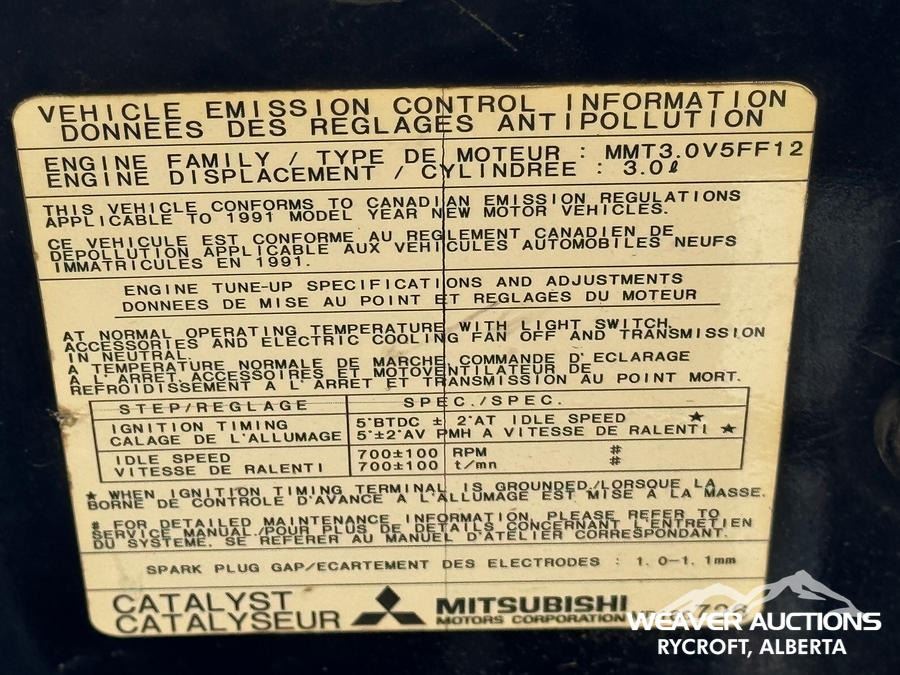 VEHICLE EMISSION CONTROL INFORMATION
DONNEES DES REGLAGES ANTIPOLLUTION
ENGINE FAMILY / TYPE DE MOTEUR : MMT3.0V5FF12
ENGINE DISPLACEMENT / CYLINDREE : 3.0ℓ
THIS VEHICLE CONFORMS TO CANADIAN EMISSION REGULATIONS
APPLICABLE TO 1991 MODEL YEAR NEW MOTOR VEHICLES.
CE VEHICULE EST CONFORME AU REGLEMENT CANADIEN DE
DEPOLLUTION APPLICABLE AUX VEHICULES AUTOMOBILES NEUFS
IMMATRICULES EN 1991.
ENGINE TUNE-UP SPECIFICATIONS AND ADJUSTMENTS
DONNEES DE MISE AU POINT ET REGLAGES DU MOTEUR
AT NORMAL OPERATING TEMPERATURE WITH LIGHT SWITCH,
ACCESSORIES AND ELECTRIC COOLING FAN OFF AND TRANSMISSION
IN NEUTRAL.
A TEMPERATURE NORMALE DE MARCHE, COMMANDE D'ECLARAGE
A L'ARRET, ACCESSOIRES ET MOTOVENTILATEUR DE
REFROIDISSEMENT A L'ARRET ET TRANSMISSION AU POINT MORT.
STEP/REGLAGE SPEC./SPEC.
IGNITION TIMING 5°BTDC ± 2°AT IDLE SPEED ★
CALAGE DE L'ALLUMAGE 5°±2°AV PMH A VITESSE DE RALENTI ★
IDLE SPEED 700±100 RPM #
VITESSE DE RALENTI 700±100 t/mn #
★ WHEN IGNITION TIMING TERMINAL IS GROUNDED./LORSQUE LA
BORNE DE CONTROLE D'AVANCE A L'ALLUMAGE EST MISE A LA MASSE.
# FOR DETAILED MAINTENANCE INFORMATION, PLEASE REFER TO
SERVICE MANUAL./POUR PLUS DE DETAILS CONCERNANT L'ENTRETIEN
DU SYSTEME, SE REFERER AU MANUEL D'ATELIER CORRESPONDANT.
SPARK PLUG GAP/ECARTEMENT DES ELECTRODES : 1.0-1.1mm
CATALYST
CATALYSEUR
MITSUBISHI
MOTORS CORPORATION
WEAVER AUCTIONS
RYCROFT, ALBERTA